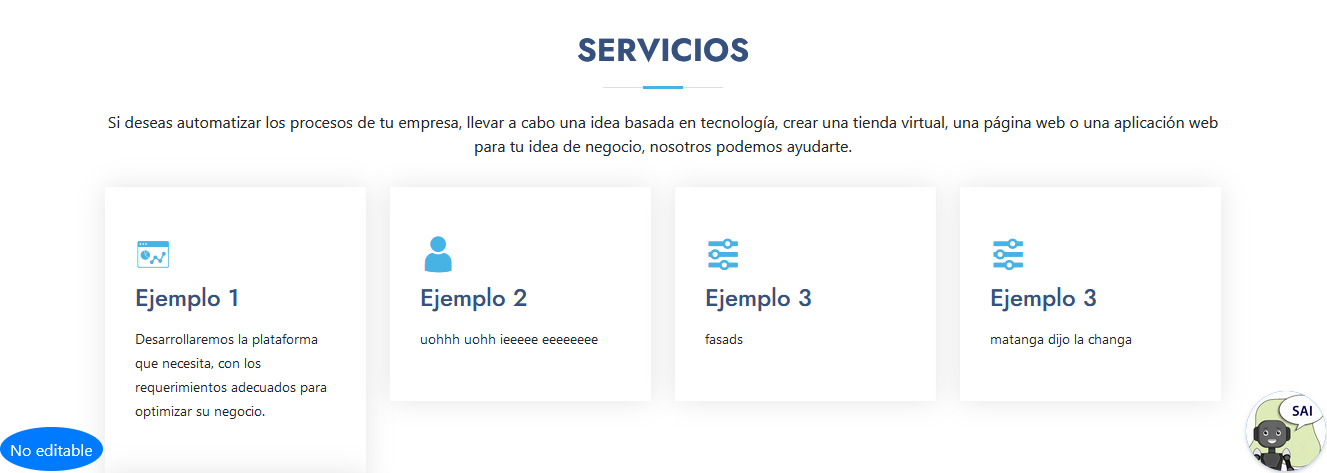 SERVICIOS
Si deseas automatizar los procesos de tu empresa, llevar a cabo una idea basada en tecnología, crear una tienda virtual, una página web o una aplicación web
para tu idea de negocio, nosotros podemos ayudarte.
Ejemplo 1
Desarrollaremos la plataforma
que necesita, con los
requerimientos adecuados para
optimizar su negocio.
Ejemplo 2
uohhh uohh ieeeee eeeeeeee
Ejemplo 3
fasads
Ejemplo 3
matanga dijo la changa
No editable
SAI